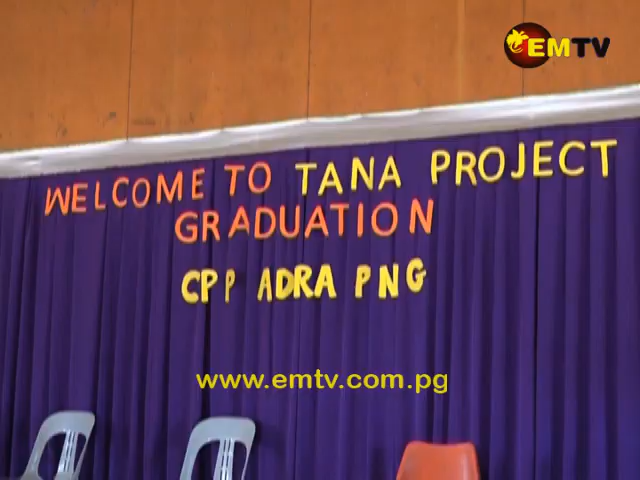 EMTV
WELCOME TO TANA PROJECT
GRADUATION
CPP ADRA PNG
www.emtv.com.pg